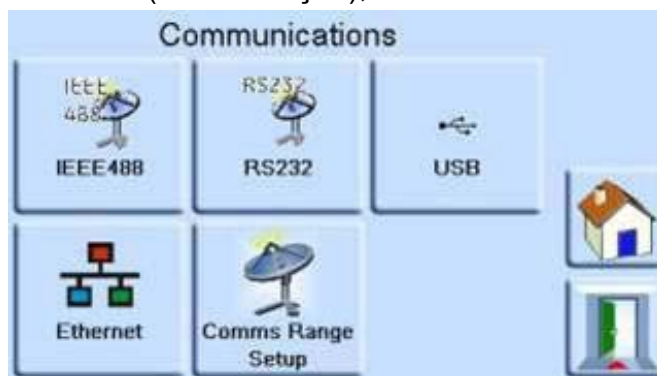 Communications
IEEE
488
IEEE488
RS232
RS232
USB
Ethernet
Comms Range
Setup